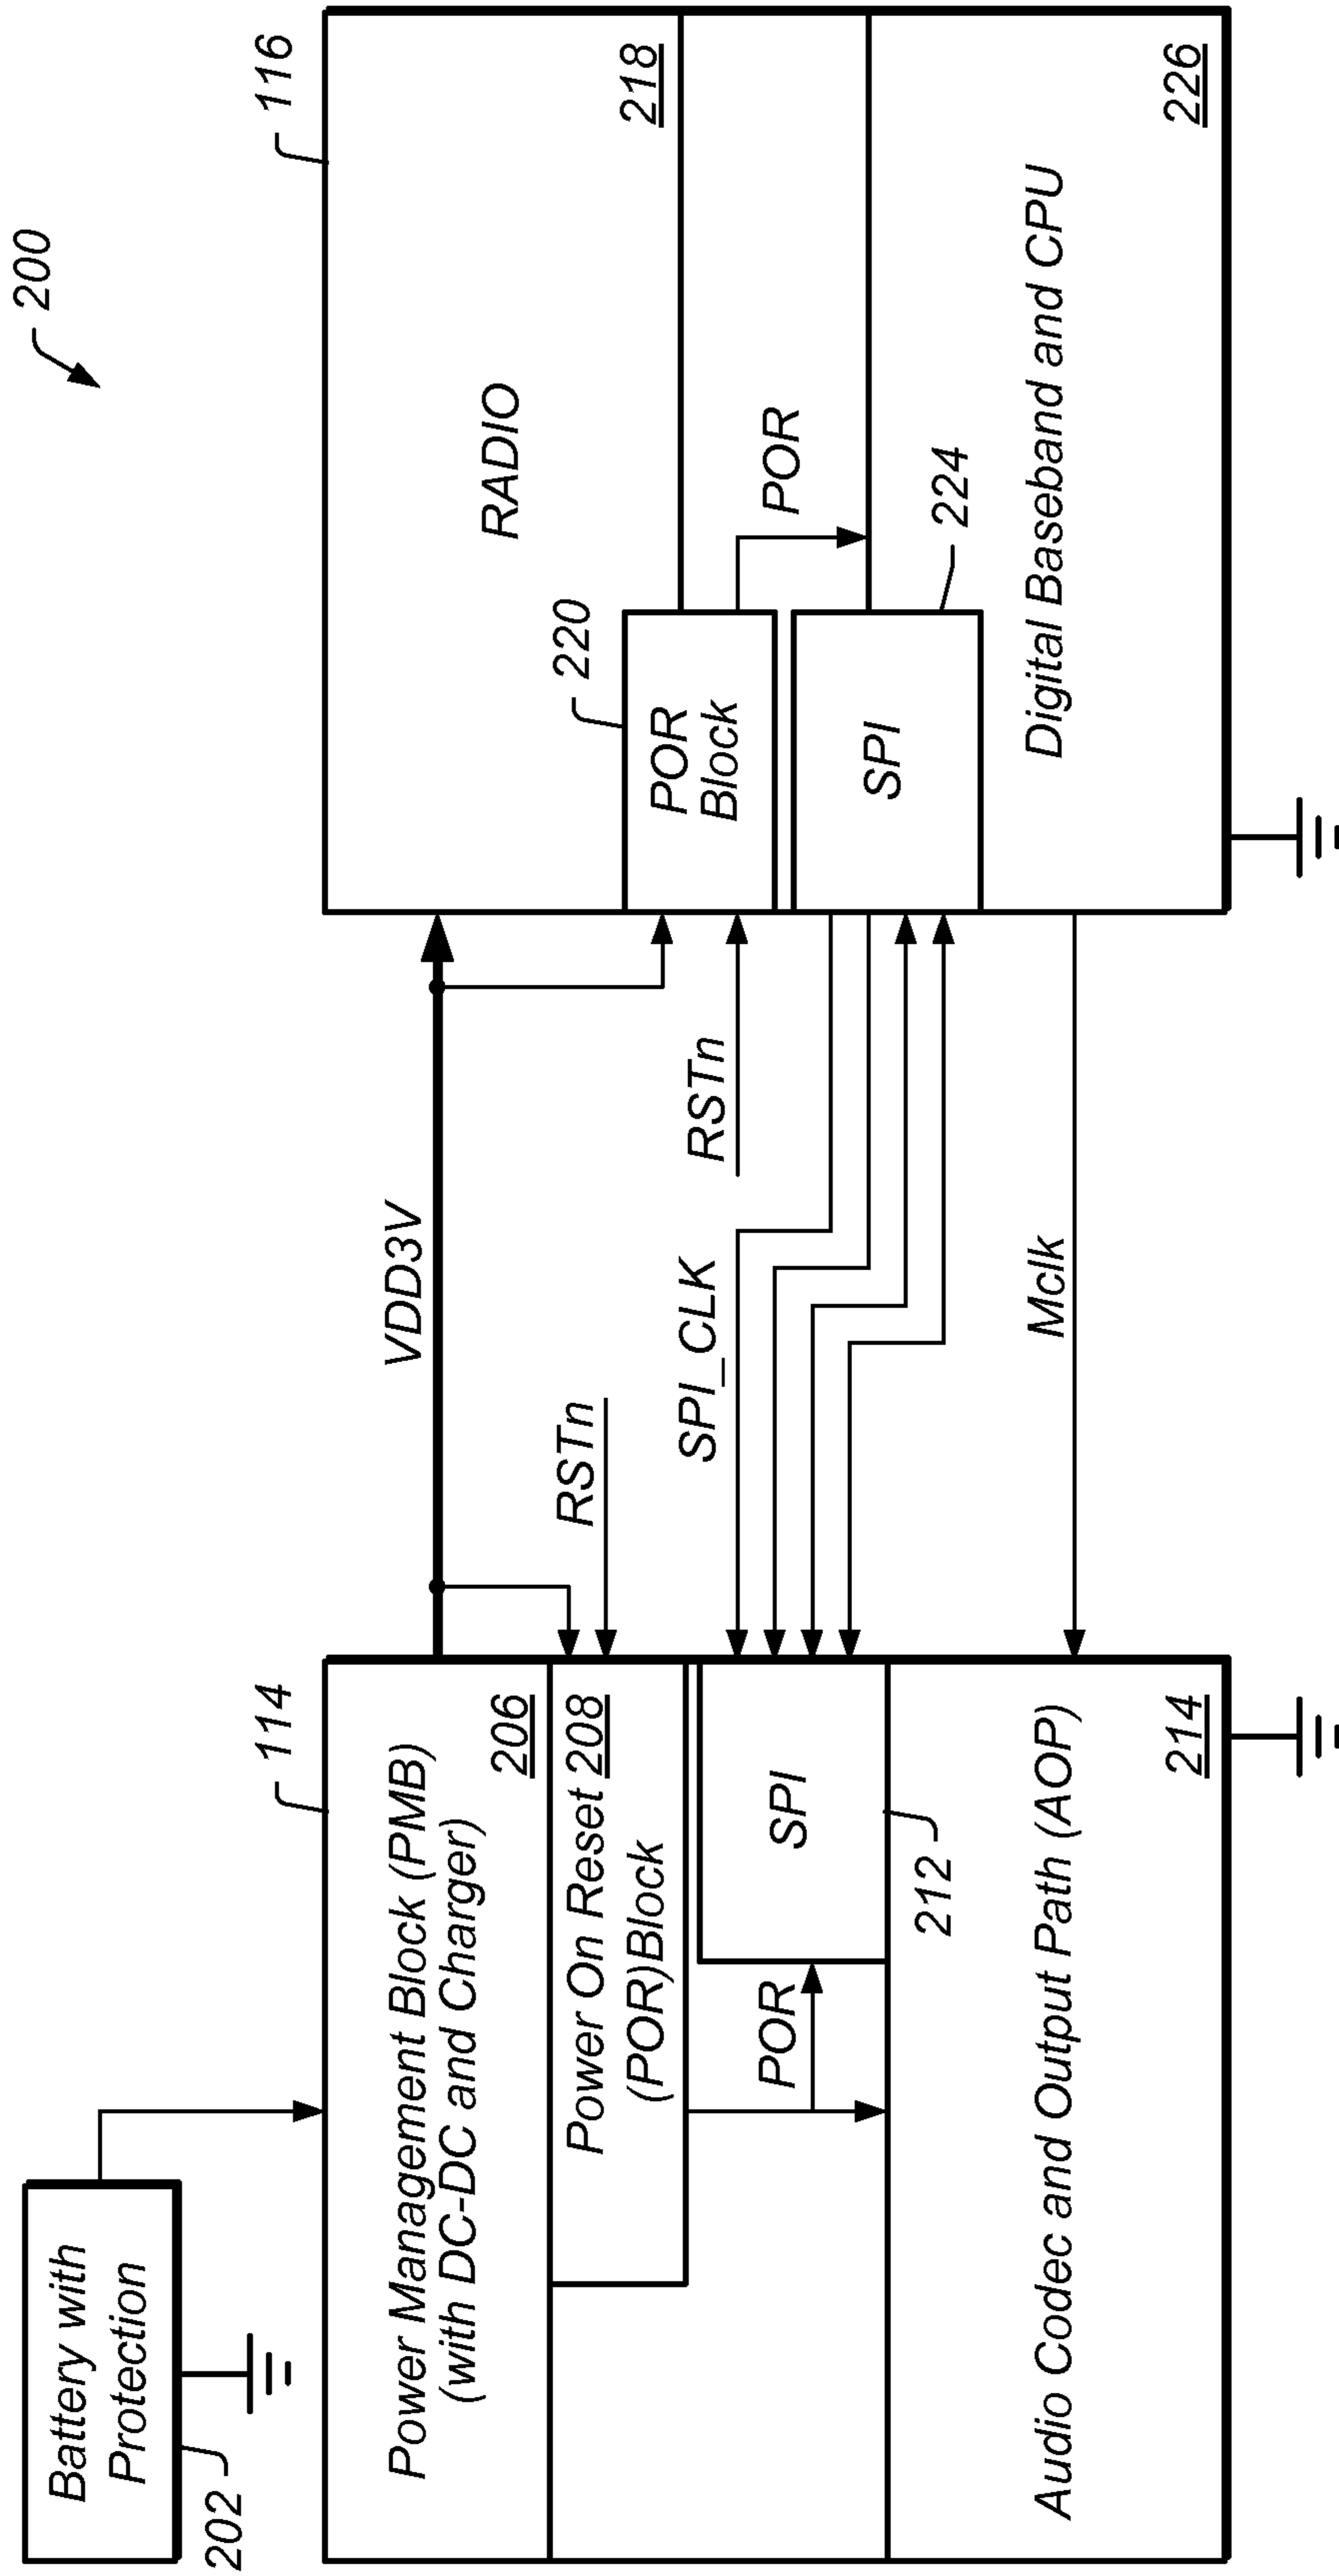 200
Battery with
Protection
202
114
Power Management Block (PMB)
(with DC-DC and Charger)
206
Power On Reset 208
(POR)Block
POR
SPI
212
Audio Codec and Output Path (AOP)
214
VDD3V
RSTn
RSTn
SPI_CLK
Mclk
116
RADIO
218
220
POR
Block
POR
SPI
224
Digital Baseband and CPU
226